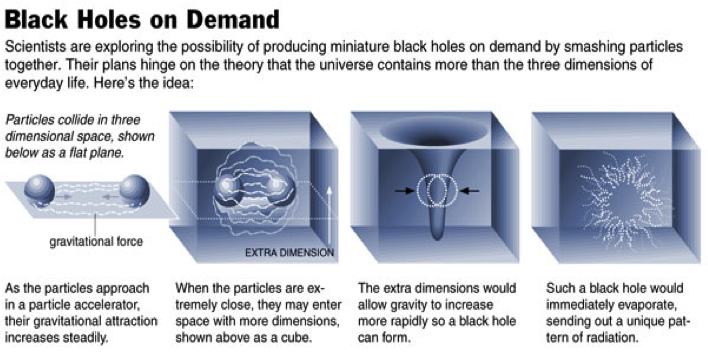 Black Holes on Demand
Scientists are exploring the possibility of producing miniature black holes on demand by smashing particles
together. Their plans hinge on the theory that the universe contains more than the three dimensions of
everyday life. Here's the idea:
Particles collide in three
dimensional space, shown
below as a flat plane.
gravitational force
EXTRA DIMENSION
As the particles approach
in a particle accelerator,
their gravitational attraction
increases steadily.
When the particles are ex-
tremely close, they may enter
space with more dimensions,
shown above as a cube.
The extra dimensions would
allow gravity to increase
more rapidly so a black hole
can form.
Such a black hole would
immediately evaporate,
sending out a unique pat-
tern of radiation.